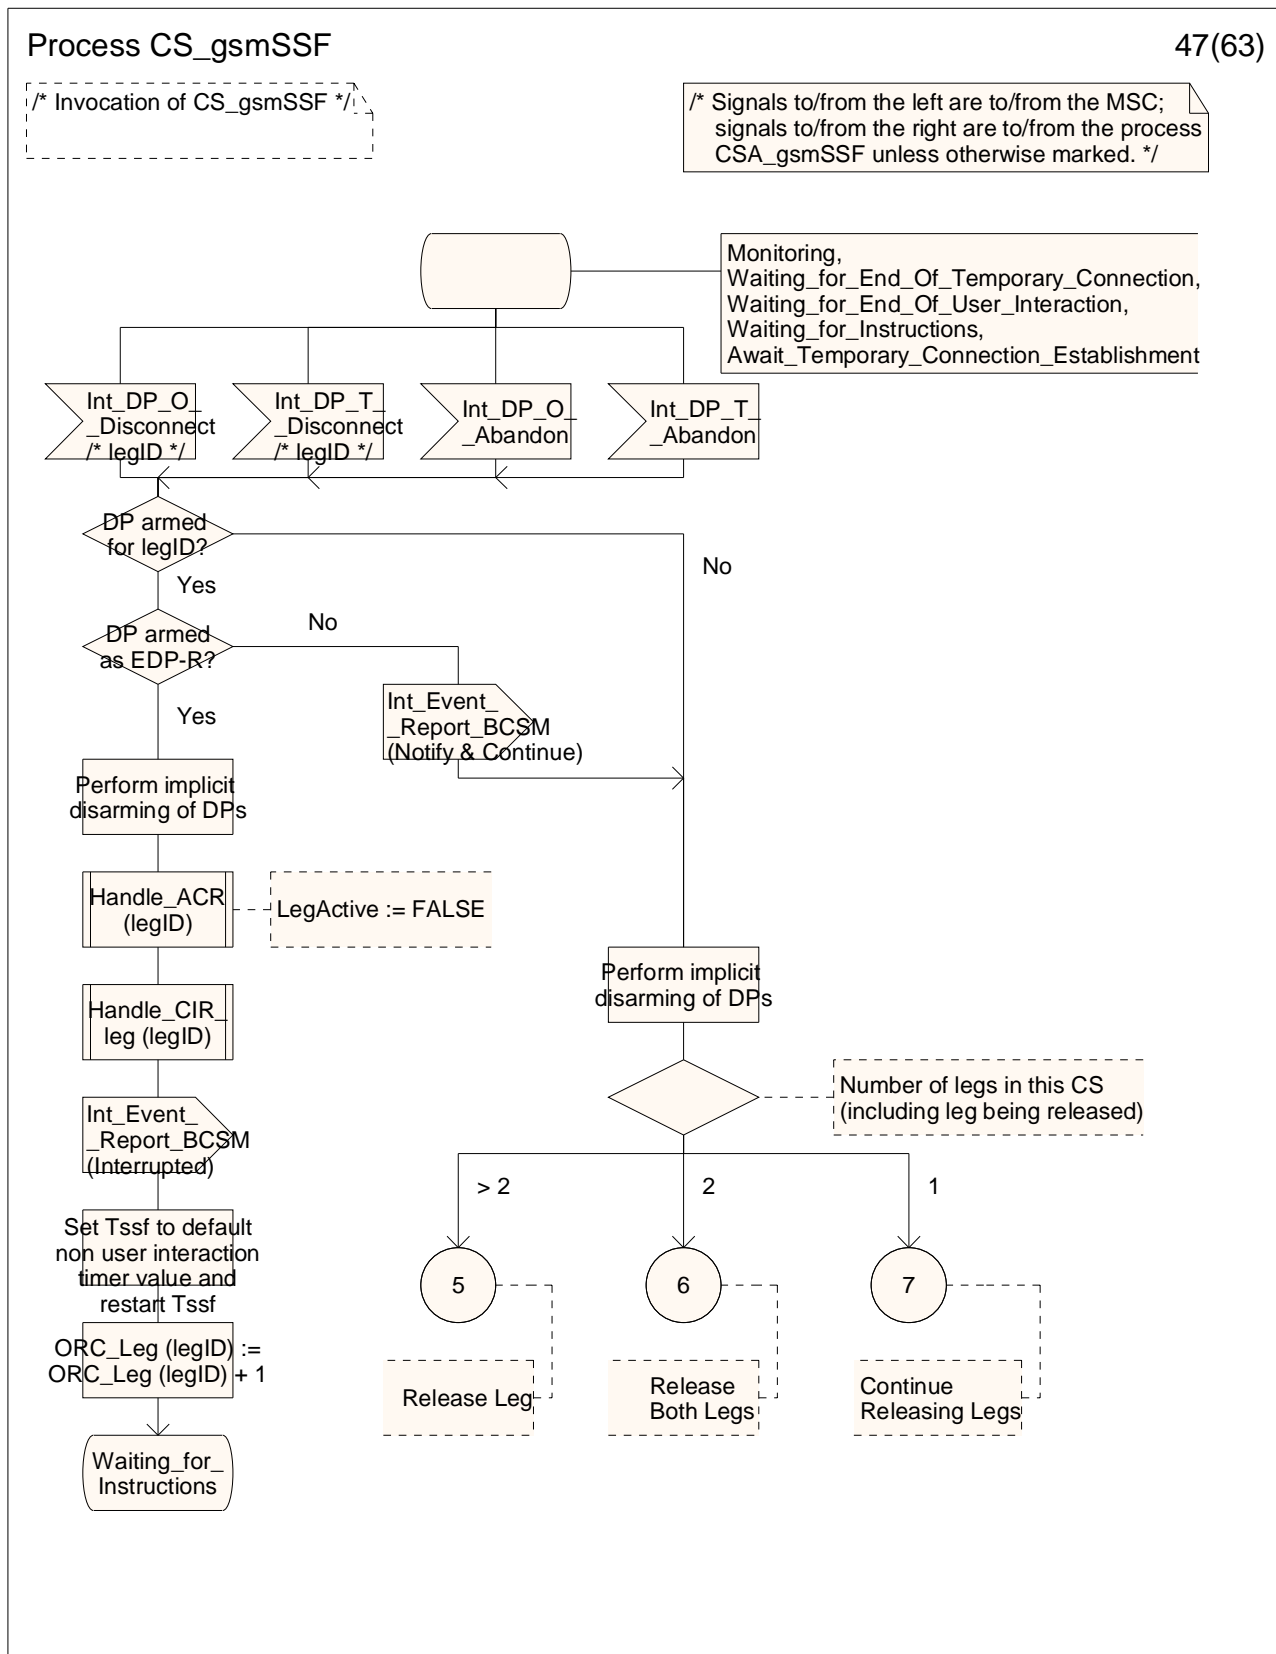 Process CS_gsmSSF
47(63)
/* Invocation of CS_gsmSSF */
/* Signals to/from the left are to/from the MSC;
signals to/from the right are to/from the process
CSA_gsmSSF unless otherwise marked. */
Monitoring,
Waiting_for_End_Of_Temporary_Connection,
Waiting_for_End_Of_User_Interaction,
Waiting_for_Instructions,
Await_Temporary_Connection_Establishment
Int_DP_O_
_Disconnect
/* legID */
Int_DP_T_
_Disconnect
/* legID */
Int_DP_O_
_Abandon
Int_DP_T_
_Abandon
DP armed
for legID?
No
Yes
DP armed
as EDP-R?
No
Yes
Int_Event_
_Report_BCSM
(Notify & Continue)
Perform implicit
disarming of DPs
Handle_ACR
(legID)
LegActive := FALSE
Perform implicit
disarming of DPs
Handle_CIR_
leg (legID)
Number of legs in this CS
(including leg being released)
Int_Event_
_Report_BCSM
(Interrupted)
> 2
2
1
Set Tssf to default
non user interaction
timer value and
restart Tssf
5
6
7
ORC_Leg (legID) :=
ORC_Leg (legID) + 1
Release Leg
Release
Both Legs
Continue
Releasing Legs
Waiting_for_
Instructions